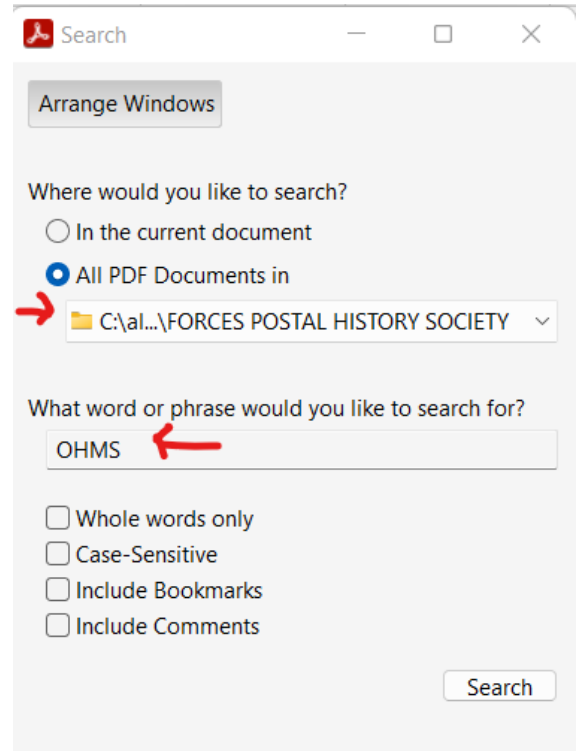 Search
Arrange Windows
Where would you like to search?
In the current document
All PDF Documents in
C:\al...\FORCES POSTAL HISTORY SOCIETY
What word or phrase would you like to search for?
OHMS
Whole words only
Case-Sensitive
Include Bookmarks
Include Comments
Search